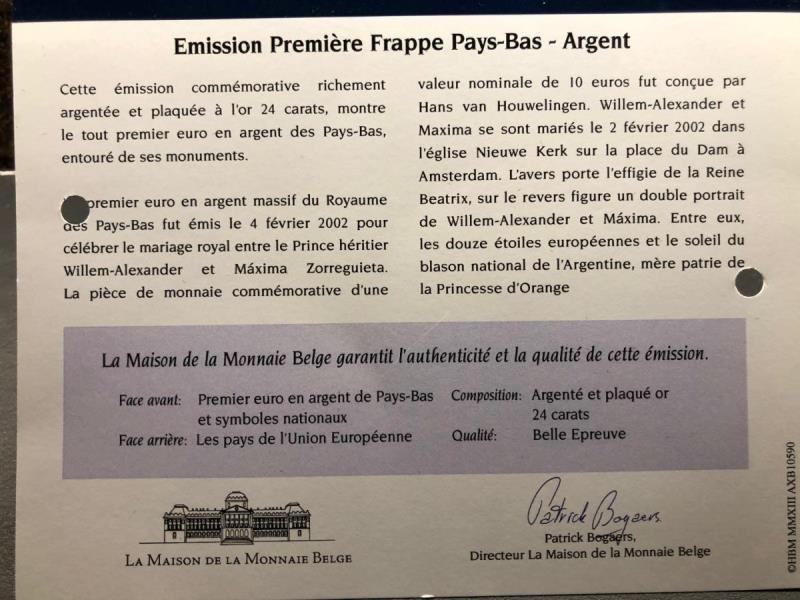 Emission Première Frappe Pays-Bas - Argent
Cette émission commémorative richement
argentée et plaquée à l'or 24 carats, montre
le tout premier euro en argent des Pays-Bas,
entouré de ses monuments.
premier euro en argent massif du Royaume
des Pays-Bas fut émis le 4 février 2002 pour
célébrer le mariage royal entre le Prince héritier
Willem-Alexander et Máxima Zorreguieta.
La pièce de monnaie commémorative d'une
valeur nominale de 10 euros fut conçue par
Hans van Houwelingen. Willem-Alexander et
Maxima se sont mariés le 2 février 2002 dans
l'église Nieuwe Kerk sur la place du Dam à
Amsterdam. L'avers porte l'effigie de la Reine
Beatrix, sur le revers figure un double portrait
de Willem-Alexander et Máxima. Entre eux,
les douze étoiles européennes et le soleil du
blason national de l'Argentine, mère patrie de
la Princesse d'Orange
La Maison de la Monnaie Belge garantit l'authenticité et la qualité de cette émission.
Face avant: Premier euro en argent de Pays-Bas
et symboles nationaux
Face arrière: Les pays de l'Union Européenne
Composition: Argenté et plaqué or
24 carats
Qualité: Belle Epreuve
LA MAISON DE LA MONNAIE BELGE
Patrick Bogaers
Patrick Bogaers,
Directeur La Maison de la Monnaie Belge
©HBM MMXIII AXB10590